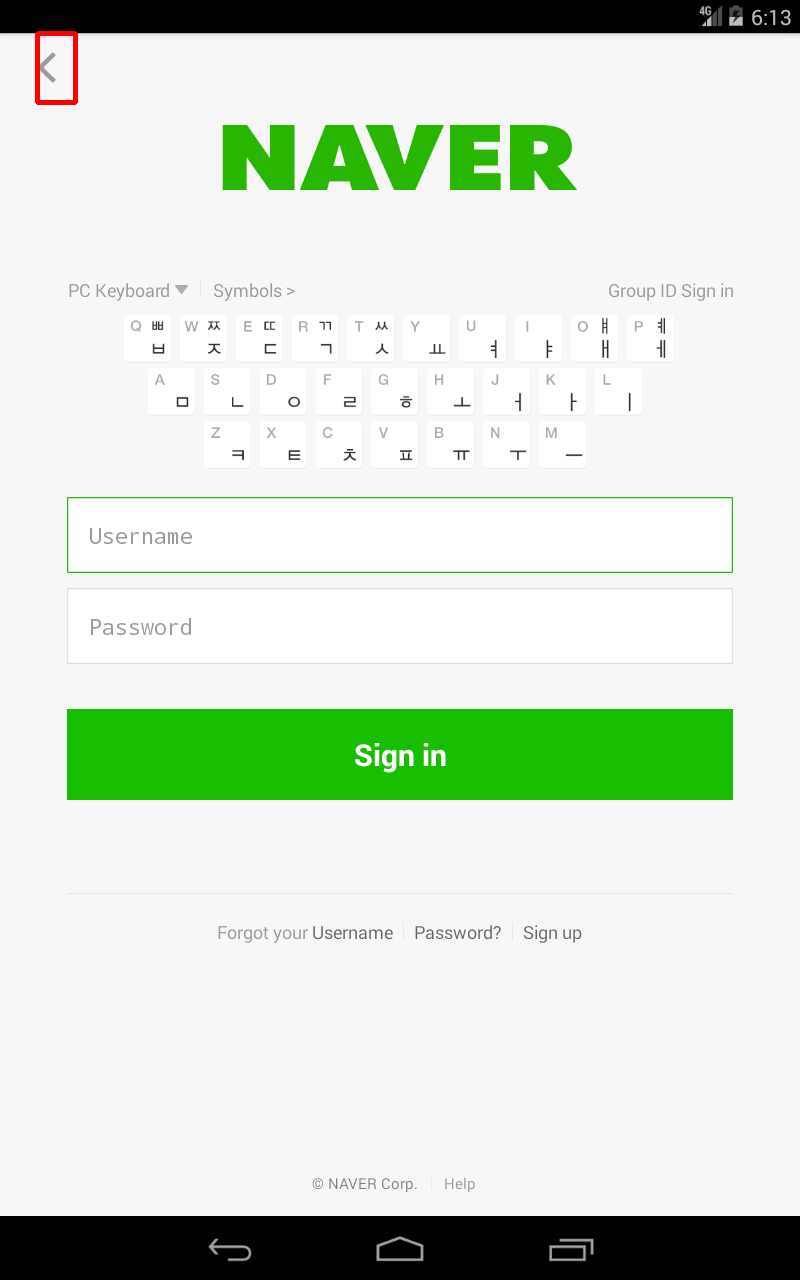 4G 6:13
NAVER
PC Keyboard Symbols > Group ID Sign in
Q ㅃ ㅂ W ㅉ ㅈ E ㄸ ㄷ R ㄲ ㄱ T ㅆ ㅅ Y ㅛ U ㅕ I ㅑ O ㅒ ㅐ P ㅖ ㅔ
A ㅁ S ㄴ D ㅇ F ㄹ G ㅎ H ㅗ J ㅓ K ㅏ L ㅣ
Z ㅋ X ㅌ C ㅊ V ㅍ B ㅠ N ㅜ M ㅡ
Username
Password
Sign in
Forgot your Username Password? Sign up
© NAVER Corp. Help